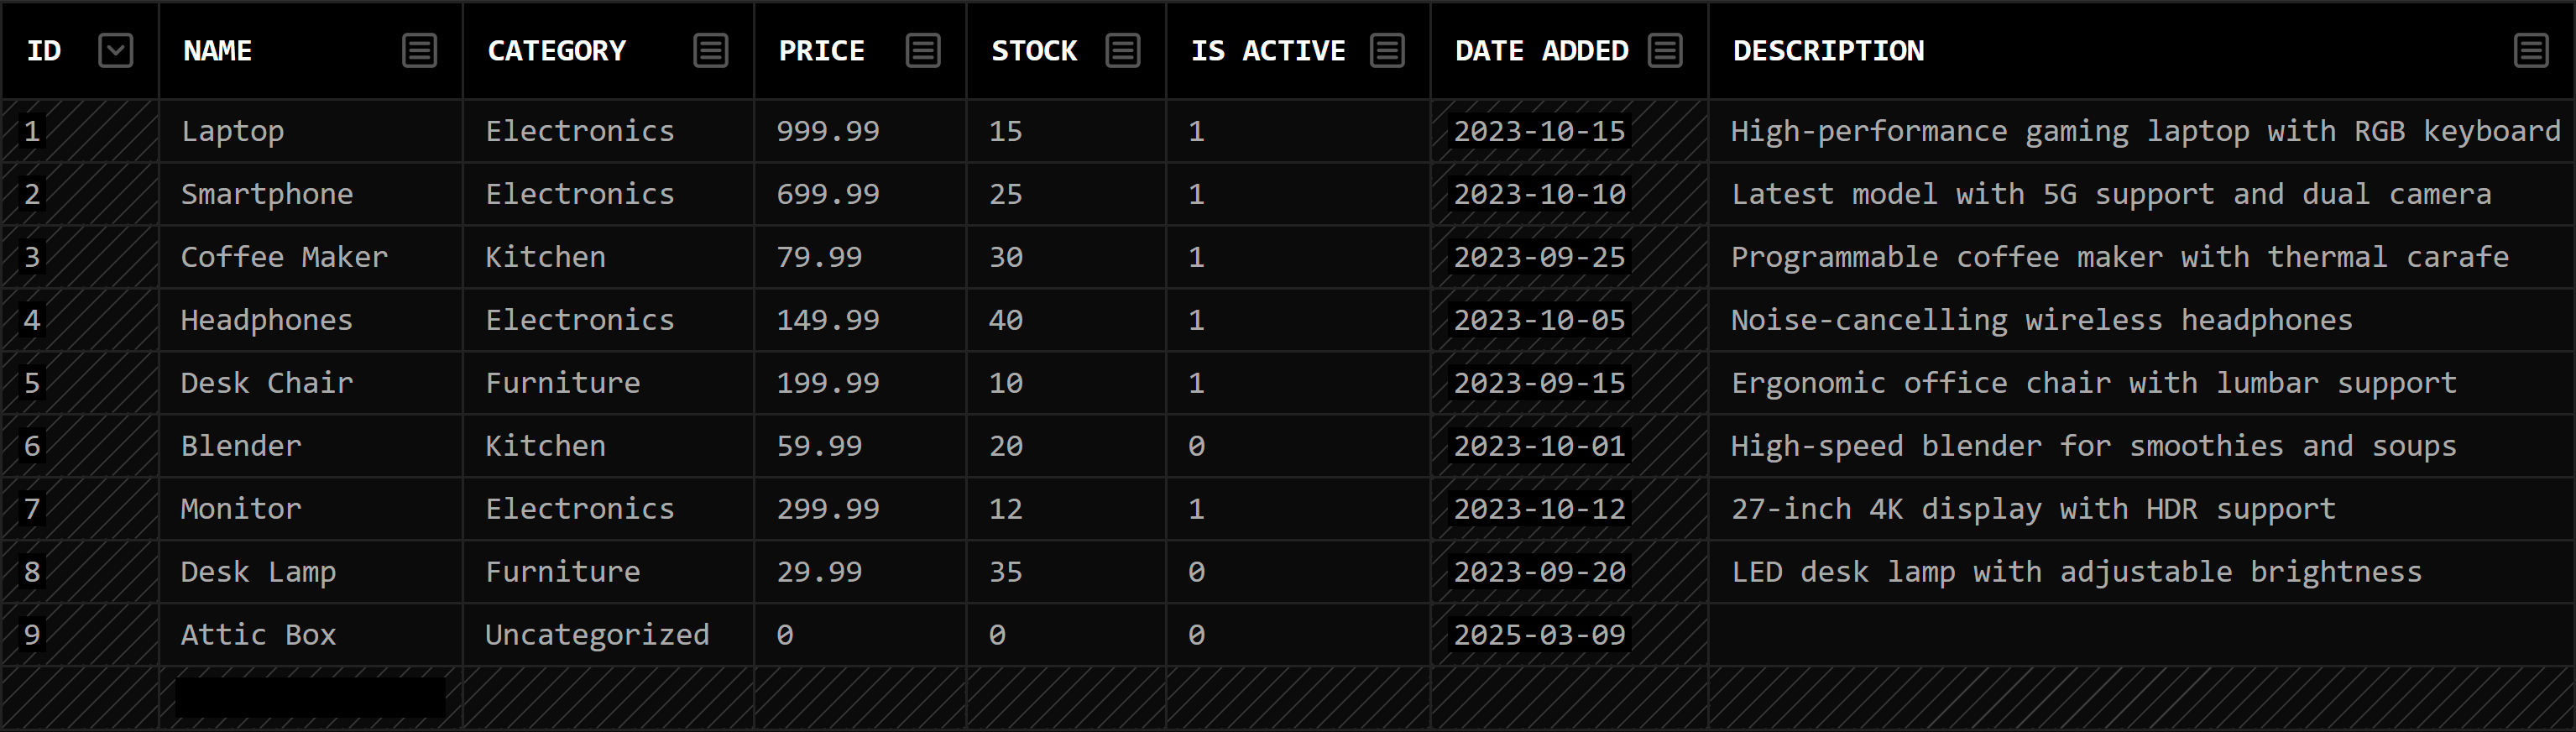 ID NAME CATEGORY PRICE STOCK IS ACTIVE DATE ADDED DESCRIPTION
1 Laptop Electronics 999.99 15 1 2023-10-15 High-performance gaming laptop with RGB keyboard
2 Smartphone Electronics 699.99 25 1 2023-10-10 Latest model with 5G support and dual camera
3 Coffee Maker Kitchen 79.99 30 1 2023-09-25 Programmable coffee maker with thermal carafe
4 Headphones Electronics 149.99 40 1 2023-10-05 Noise-cancelling wireless headphones
5 Desk Chair Furniture 199.99 10 1 2023-09-15 Ergonomic office chair with lumbar support
6 Blender Kitchen 59.99 20 0 2023-10-01 High-speed blender for smoothies and soups
7 Monitor Electronics 299.99 12 1 2023-10-12 27-inch 4K display with HDR support
8 Desk Lamp Furniture 29.99 35 0 2023-09-20 LED desk lamp with adjustable brightness
9 Attic Box Uncategorized 0 0 0 2025-03-09